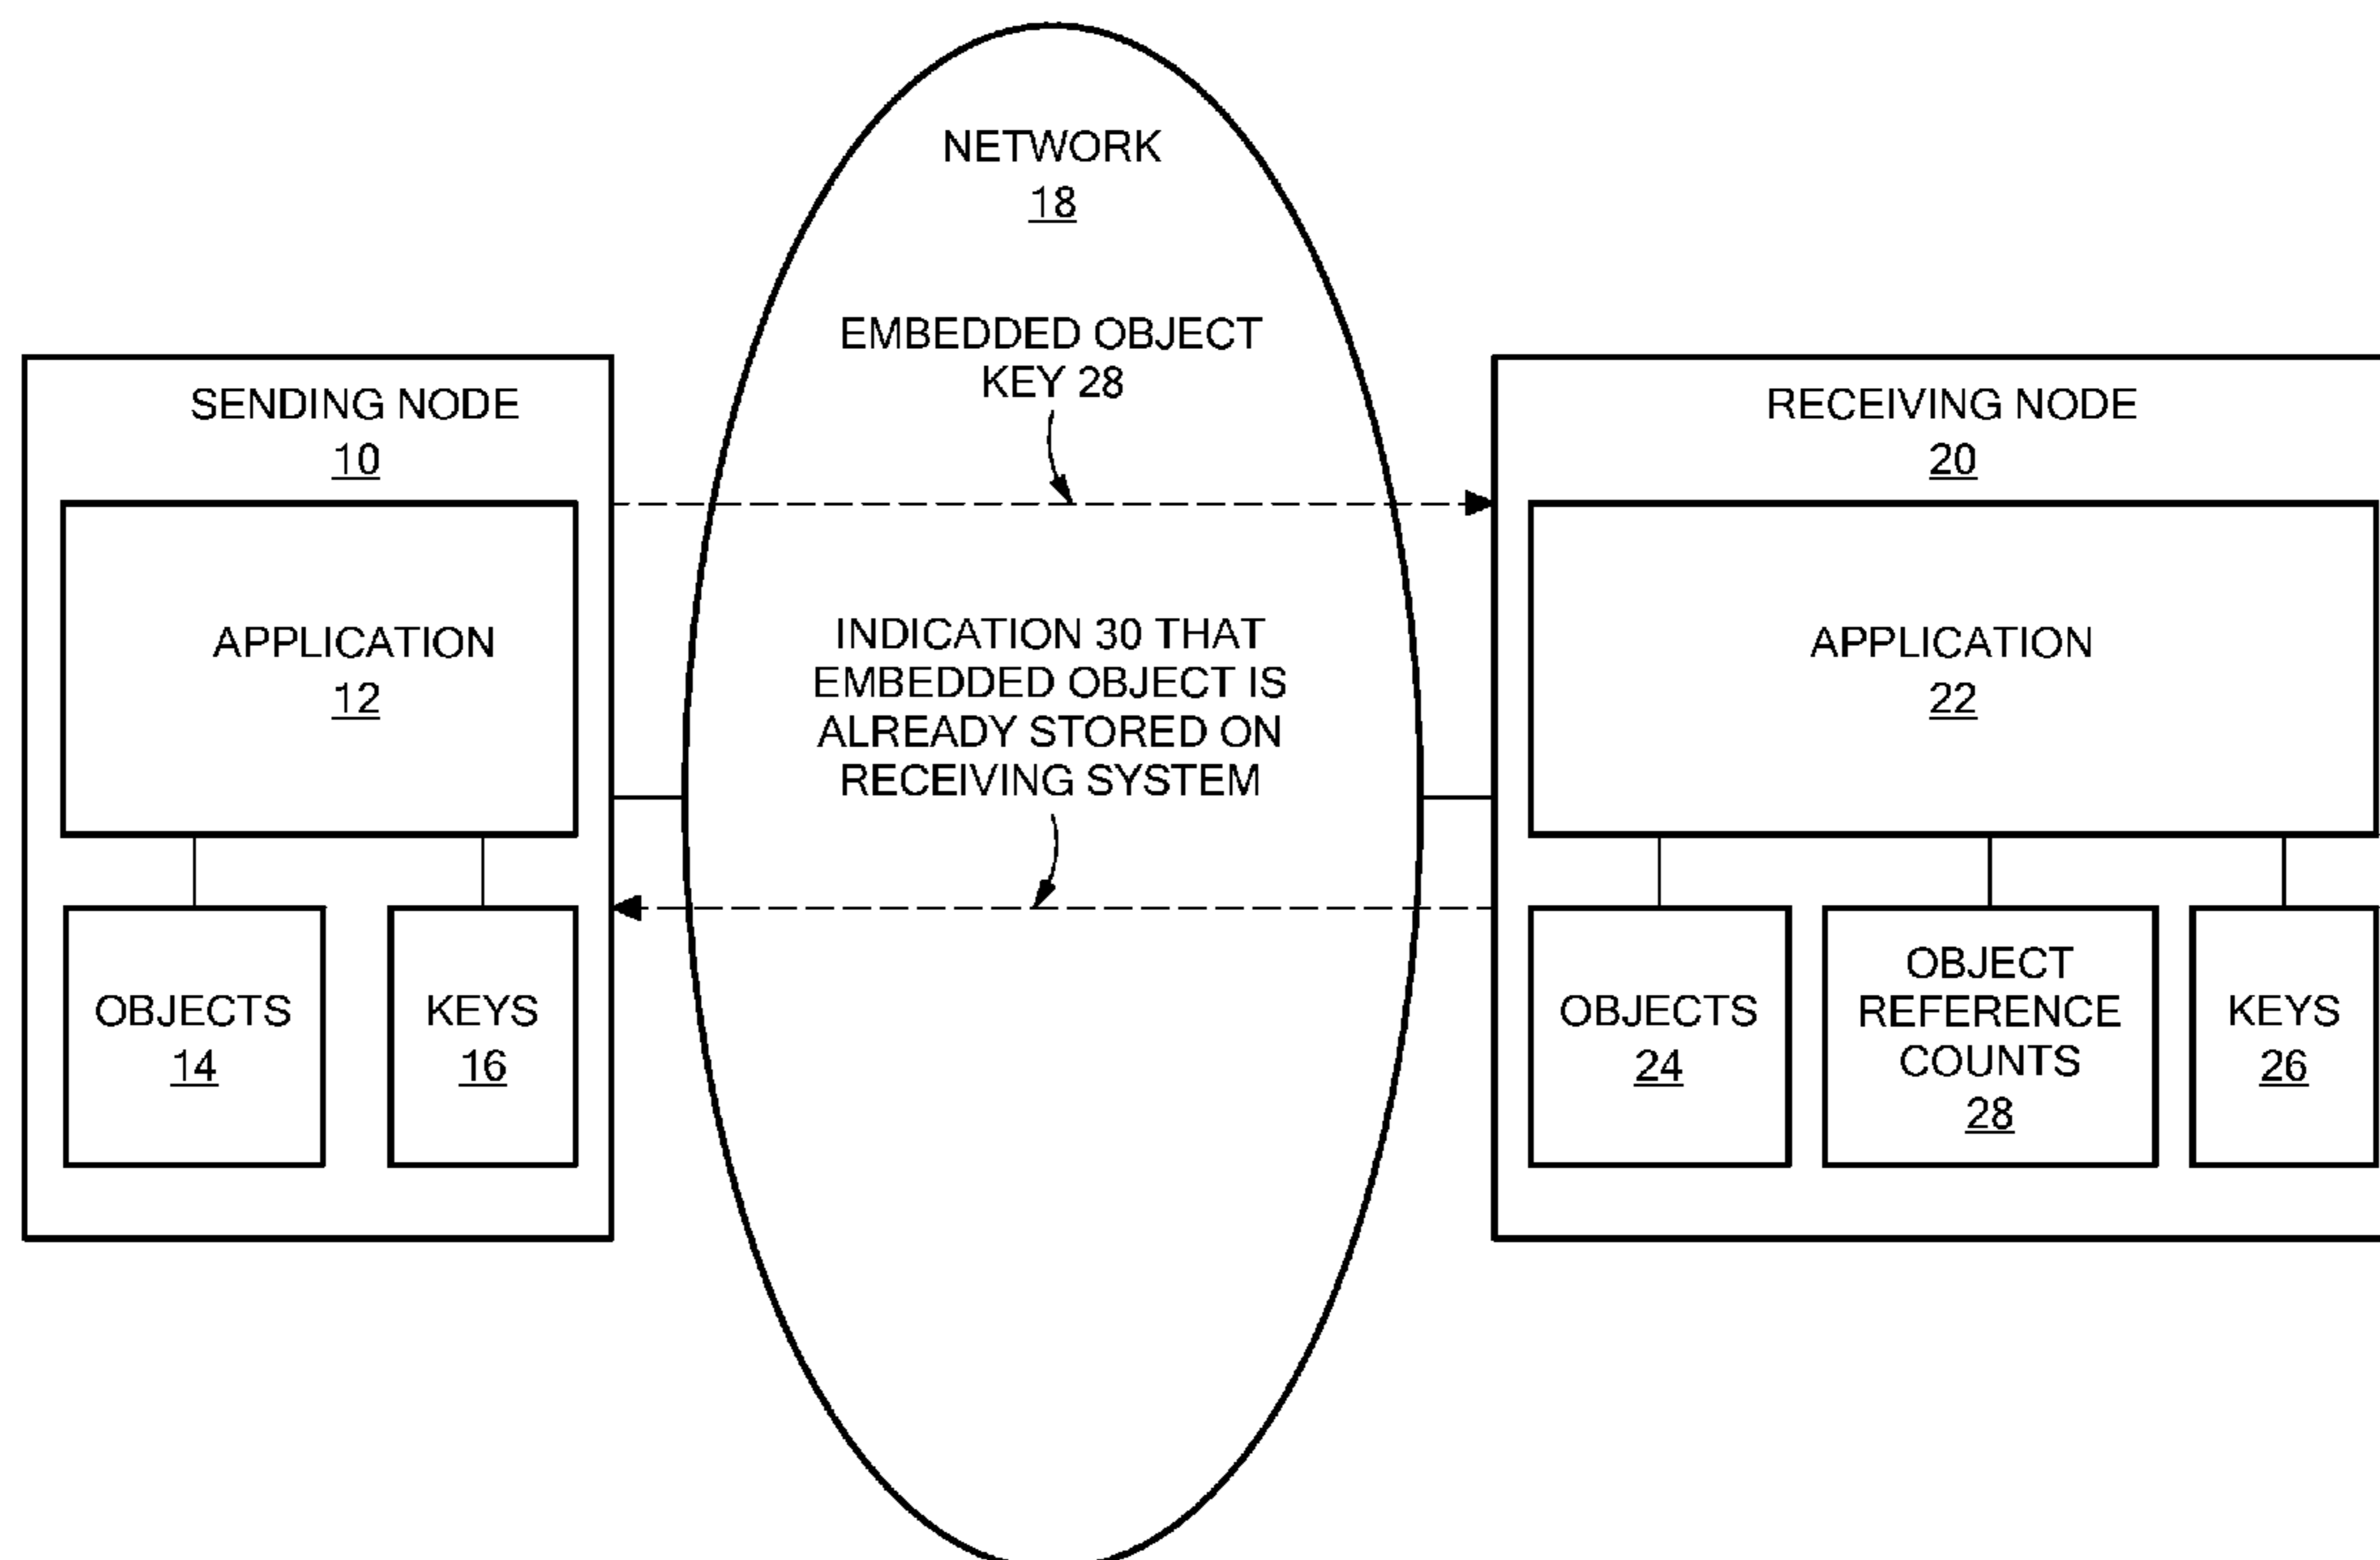 NETWORK
18
EMBEDDED OBJECT
KEY 28
SENDING NODE
10
APPLICATION
12
OBJECTS
14
KEYS
16
INDICATION 30 THAT
EMBEDDED OBJECT IS
ALREADY STORED ON
RECEIVING SYSTEM
RECEIVING NODE
20
APPLICATION
22
OBJECTS
24
OBJECT
REFERENCE
COUNTS
28
KEYS
26